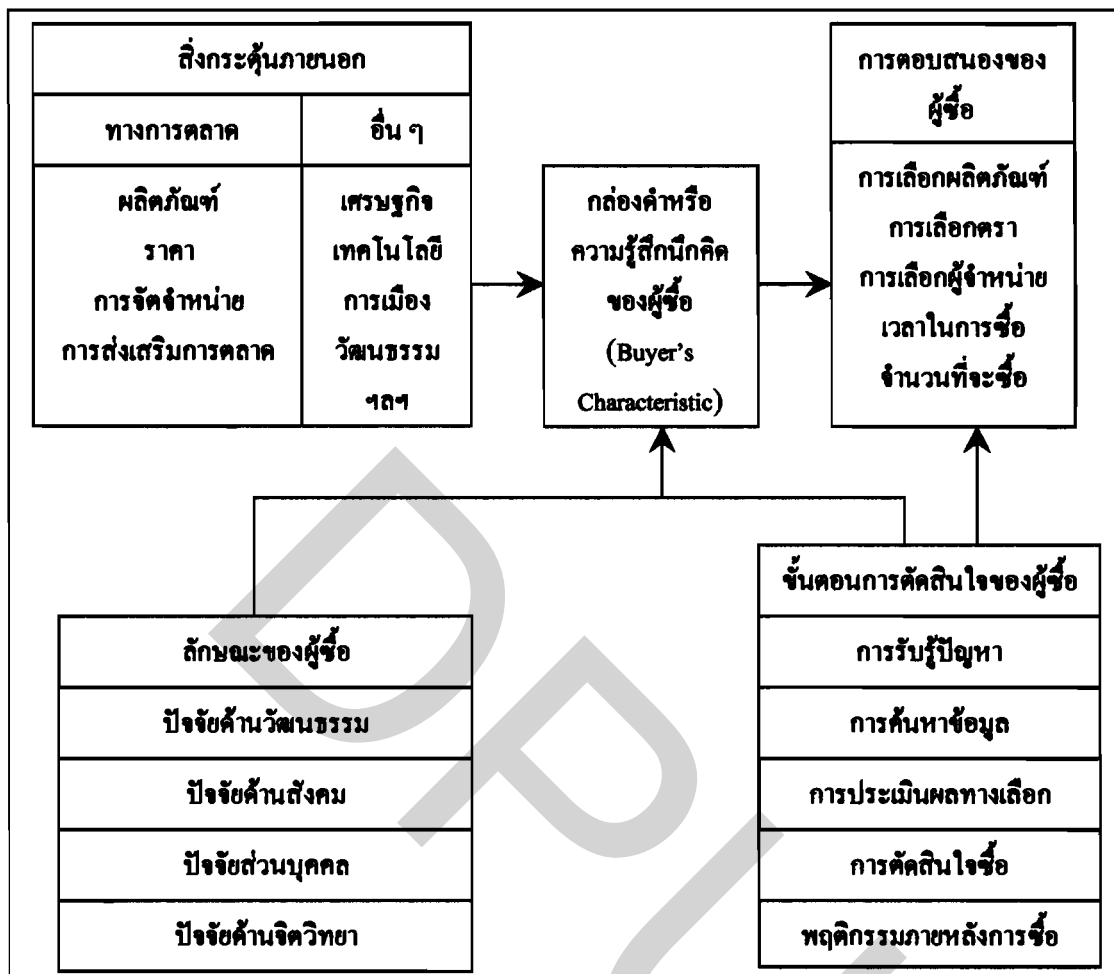 สิ่งกระตุ้นภายนอก
ทางการตลาด
อื่น ๆ
ผลิตภัณฑ์
ราคา
การจัดจำหน่าย
การส่งเสริมการตลาด
เศรษฐกิจ
เทคโนโลยี
การเมือง
วัฒนธรรม
ฯลฯ
กล่องดำหรือ
ความรู้สึกนึกคิด
ของผู้ซื้อ
(Buyer's
Characteristic)
การตอบสนองของ
ผู้ซื้อ
การเลือกผลิตภัณฑ์
การเลือกตรา
การเลือกผู้จำหน่าย
เวลาในการซื้อ
จำนวนที่จะซื้อ
ลักษณะของผู้ซื้อ
ปัจจัยด้านวัฒนธรรม
ปัจจัยด้านสังคม
ปัจจัยส่วนบุคคล
ปัจจัยด้านจิตวิทยา
ขั้นตอนการตัดสินใจของผู้ซื้อ
การรับรู้ปัญหา
การค้นหาข้อมูล
การประเมินผลทางเลือก
การตัดสินใจซื้อ
พฤติกรรมภายหลังการซื้อ
DPU